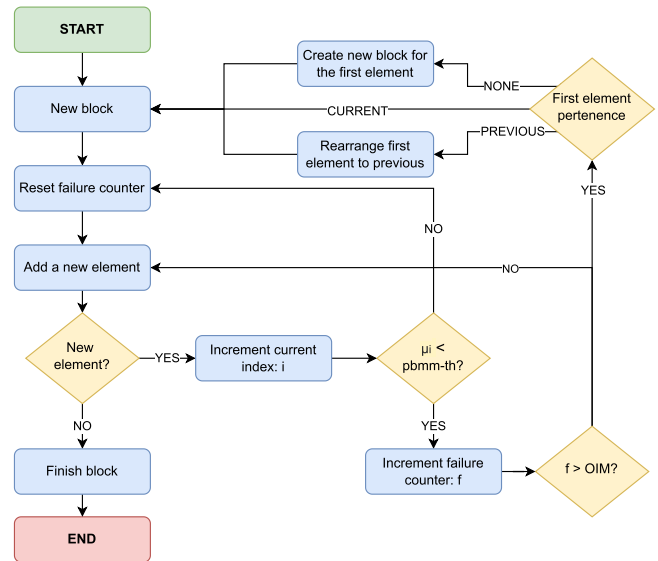 START
Create new block for
the first element
NONE
New block
CURRENT
First element
pertenence
PREVIOUS
Rearrange first
element to previous
Reset failure counter
YES
NO
Add a new element
NO
New
element?
YES
Increment current
index: i
μi <
pbmm-th?
NO
YES
Finish block
Increment failure
counter: f
f > OIM?
END